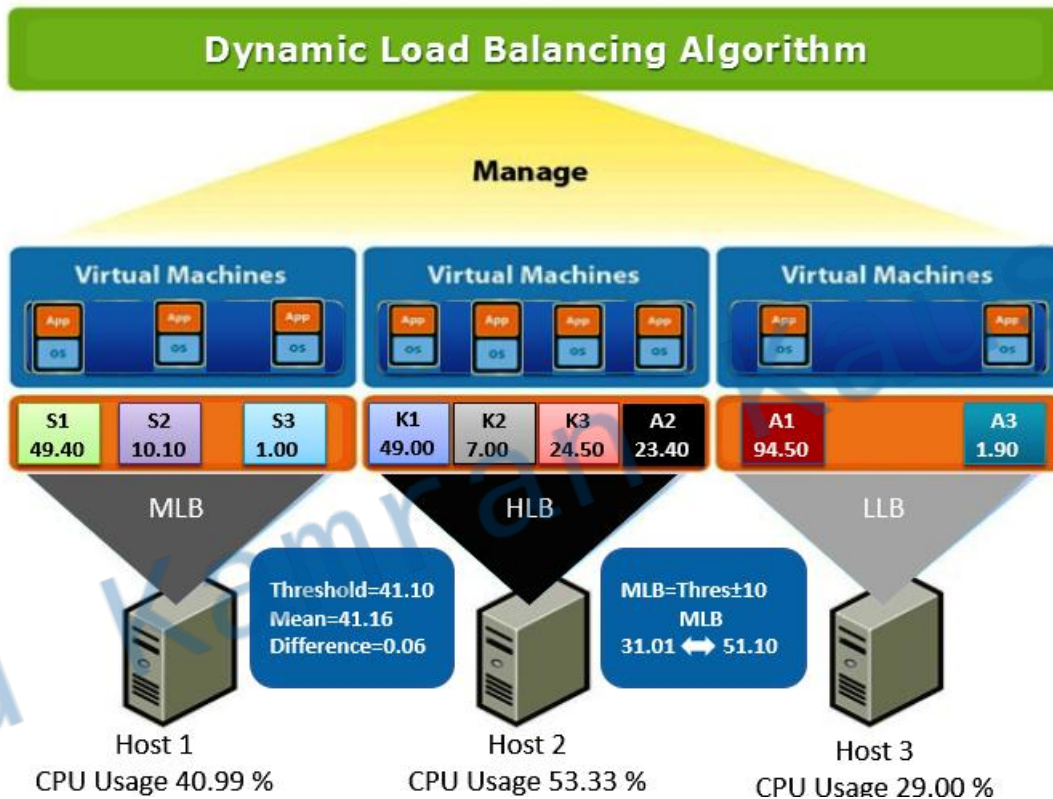 Dynamic Load Balancing Algorithm
Manage
Virtual Machines
App
OS
App
OS
App
OS
Virtual Machines
App
OS
App
OS
App
OS
App
OS
Virtual Machines
App
OS
App
OS
S1
49.40
S2
10.10
S3
1.00
K1
49.00
K2
7.00
K3
24.50
A2
23.40
A1
94.50
A3
1.90
MLB
HLB
LLB
Threshold=41.10
Mean=41.16
Difference=0.06
MLB=Thres±10
MLB
31.01 ⬌ 51.10
Host 1
CPU Usage 40.99 %
Host 2
CPU Usage 53.33 %
Host 3
CPU Usage 29.00 %
Kamran Kaus